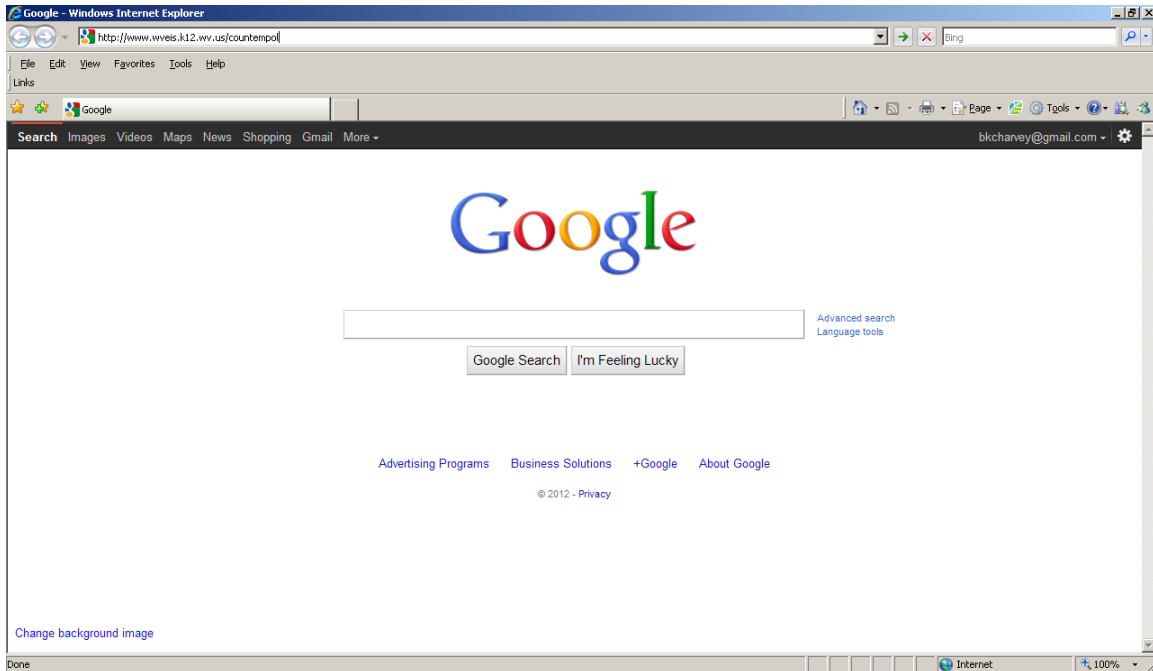 Google - Windows Internet Explorer
http://www.wveis.k12.wv.us/countempol
Bing
File Edit View Favorites Tools Help
Links
Google
Page Tools
Search Images Videos Maps News Shopping Gmail More
bkcharvey@gmail.com
Google
Advanced search
Language tools
Google Search I'm Feeling Lucky
Advertising Programs Business Solutions +Google About Google
© 2012 - Privacy
Change background image
Done Internet 100%